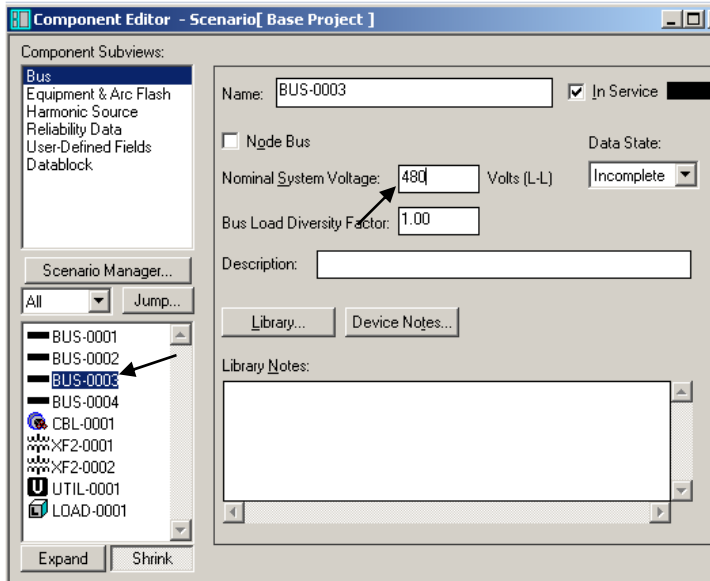 Component Editor - Scenario[ Base Project ]
Component Subviews:
Bus
Equipment & Arc Flash
Harmonic Source
Reliability Data
User-Defined Fields
Datablock
Scenario Manager...
All Jump...
BUS-0001
BUS-0002
BUS-0003
BUS-0004
CBL-0001
XF2-0001
XF2-0002
U UTIL-0001
LOAD-0001
Expand Shrink
Name: BUS-0003 In Service
Node Bus Data State:
Nominal System Voltage: 480 Volts (L-L) Incomplete
Bus Load Diversity Factor: 1.00
Description:
Library... Device Notes...
Library Notes: